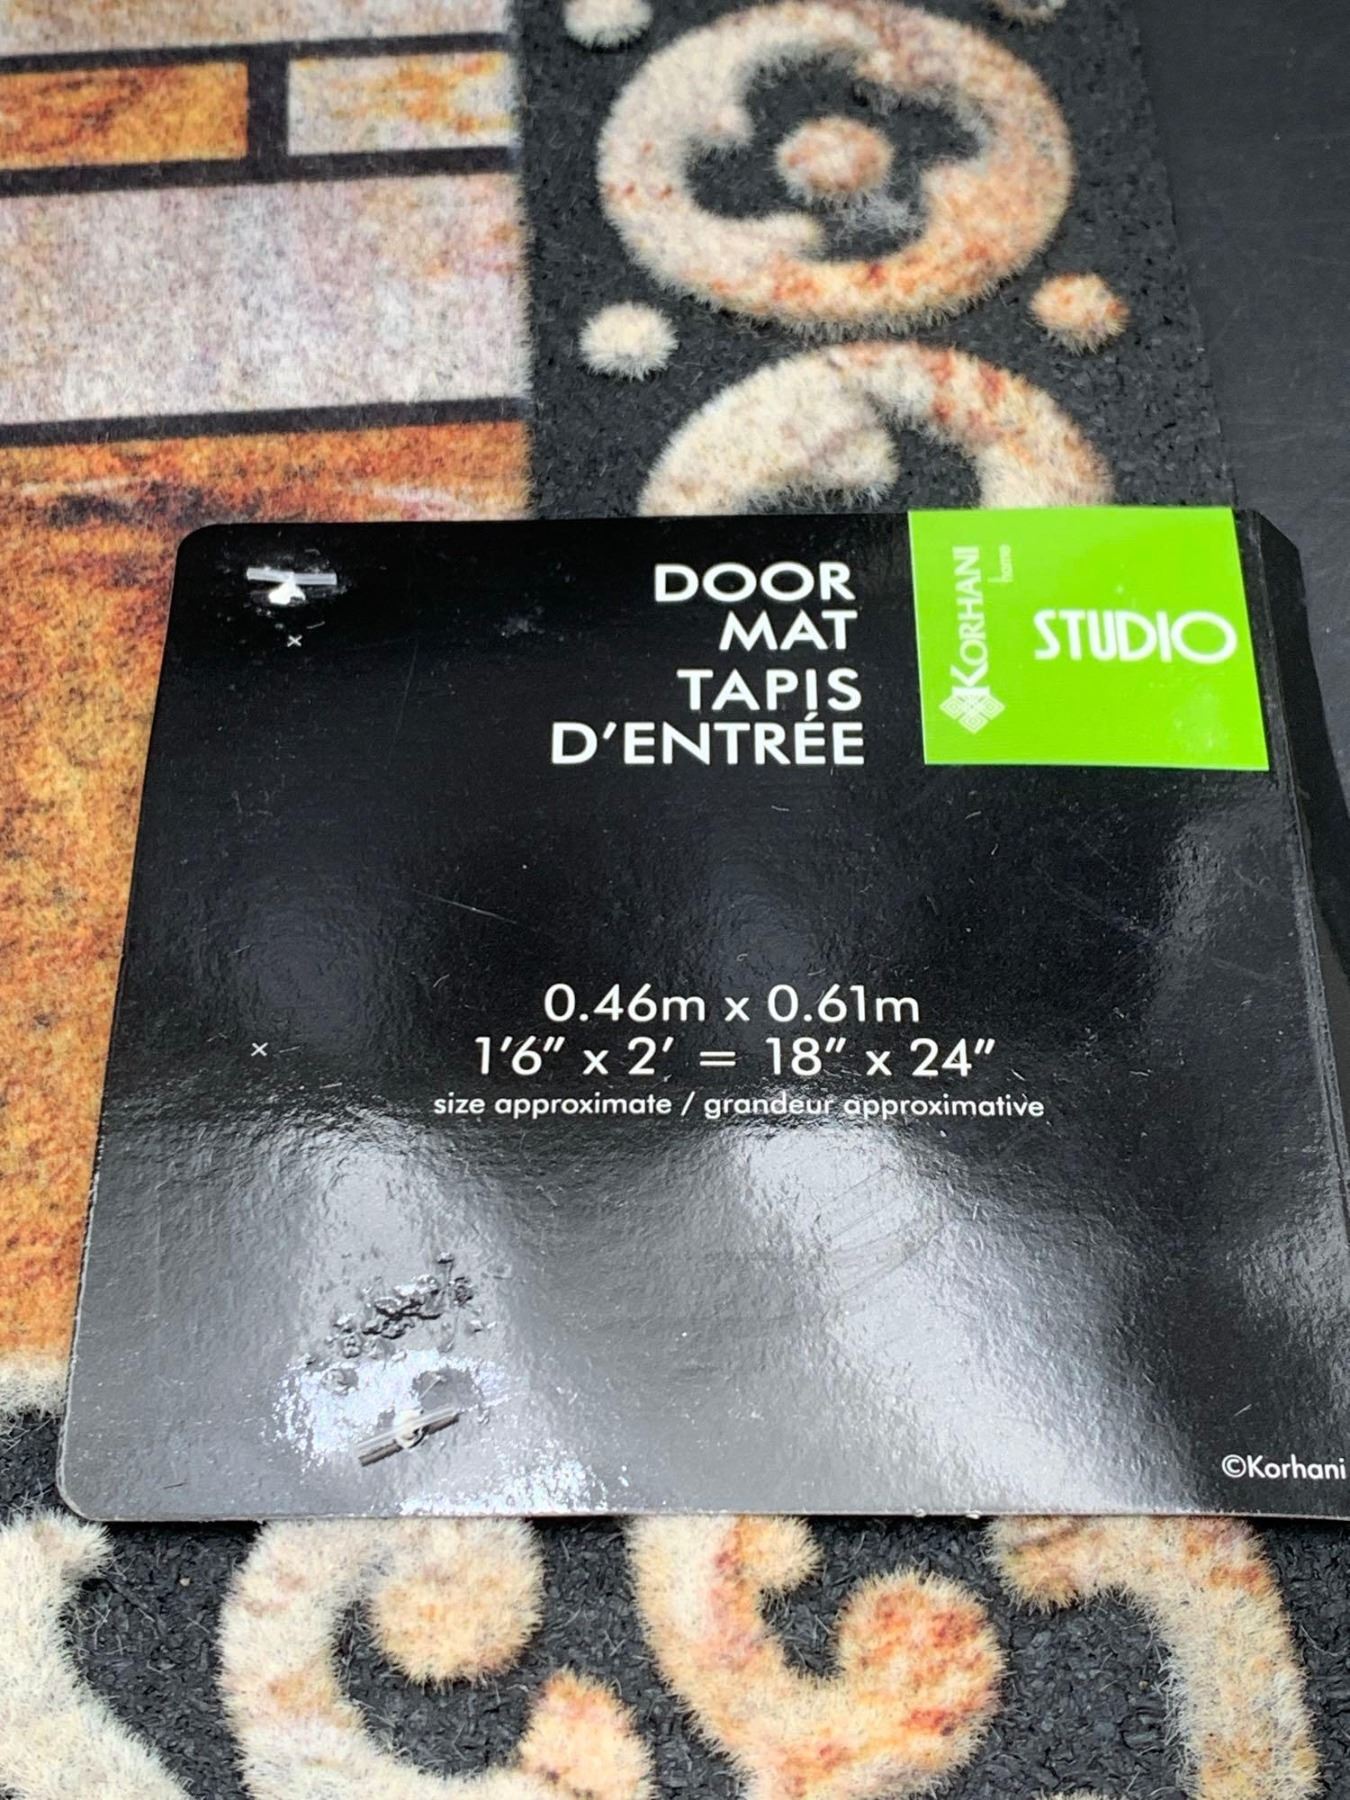 DOOR
MAT
TAPIS
D'ENTRÉE
KORHANI
home
STUDIO
0.46m x 0.61m
1'6" x 2' = 18" x 24"
size approximate / grandeur approximative
©Korhani